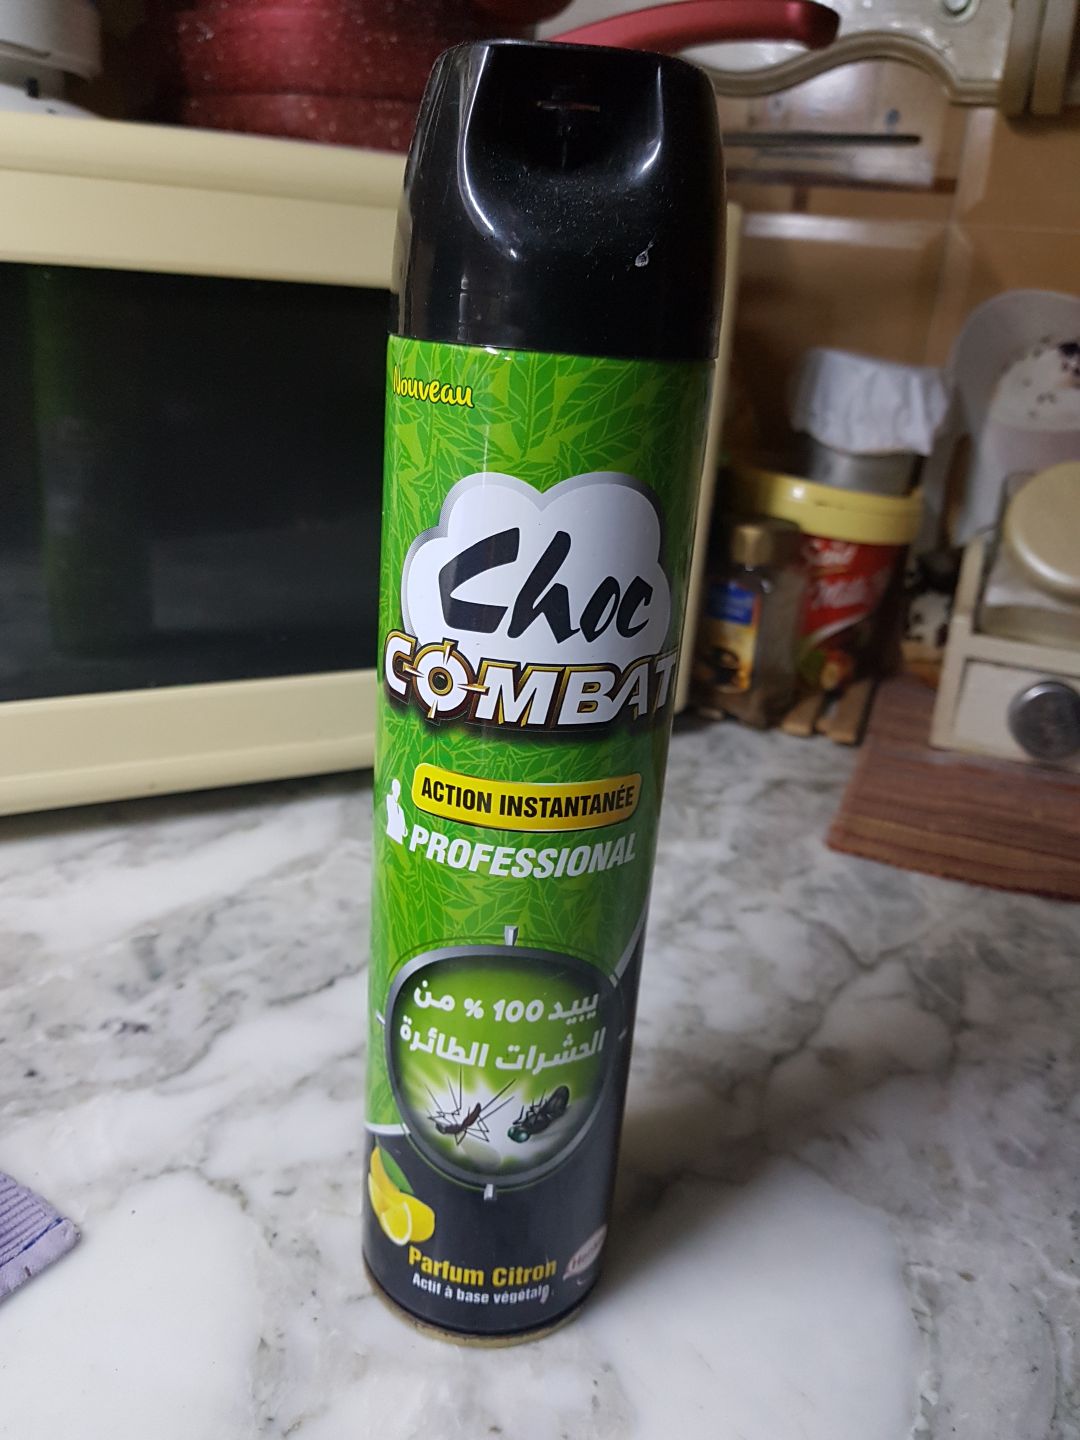 Nouveau
Choc
COMBAT
ACTION INSTANTANÉE
PROFESSIONAL
يبيد 100 % من
الحشرات الطائرة
Parfum Citron
Actif à base végétale